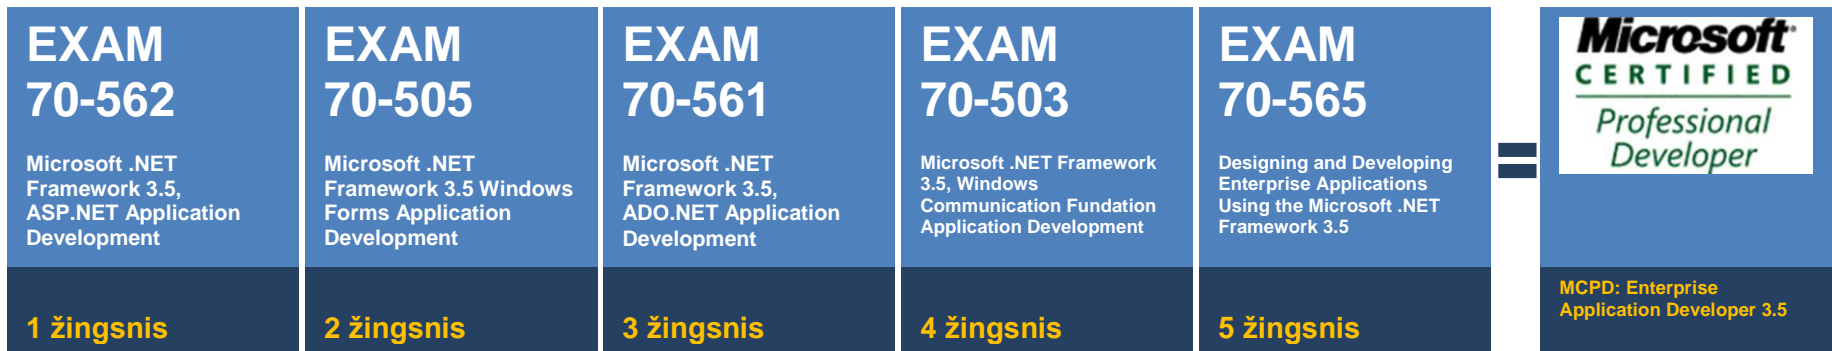 EXAM
70-562
Microsoft .NET
Framework 3.5,
ASP.NET Application
Development
1 žingsnis
EXAM
70-505
Microsoft .NET
Framework 3.5 Windows
Forms Application
Development
2 žingsnis
EXAM
70-561
Microsoft .NET
Framework 3.5,
ADO.NET Application
Development
3 žingsnis
EXAM
70-503
Microsoft .NET Framework
3.5, Windows
Communication Fundation
Application Development
4 žingsnis
EXAM
70-565
Designing and Developing
Enterprise Applications
Using the Microsoft .NET
Framework 3.5
5 žingsnis
=
Microsoft
CERTIFIED
Professional
Developer
MCPD: Enterprise
Application Developer 3.5